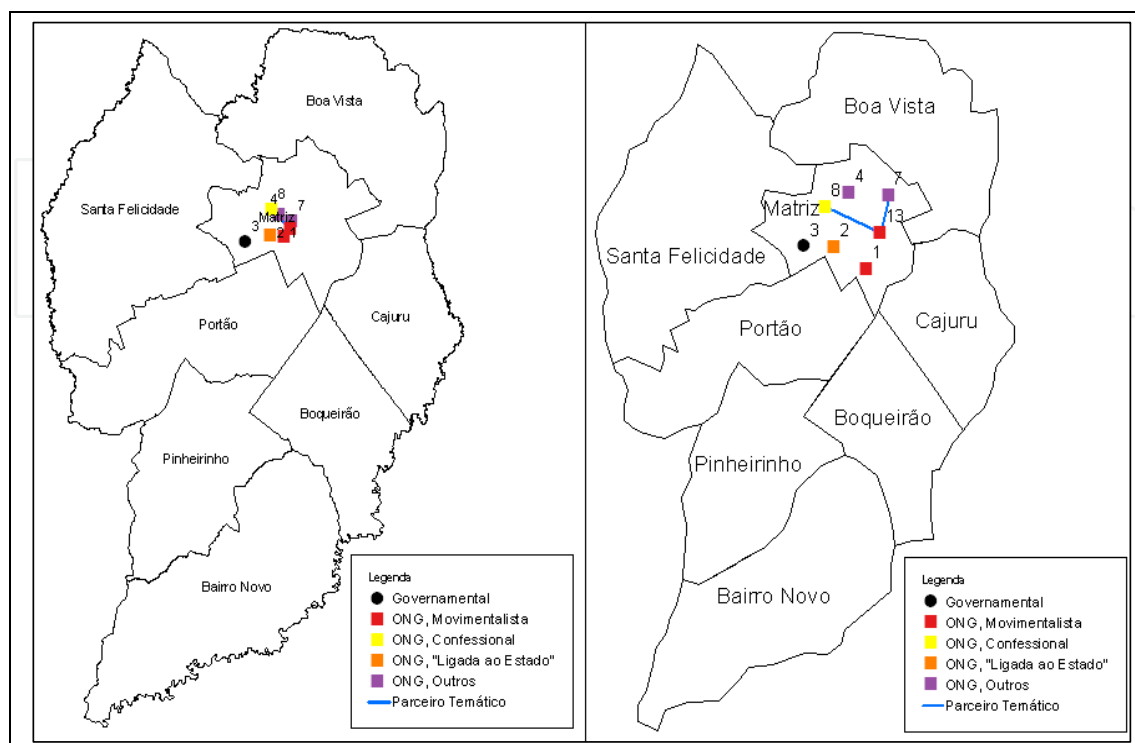 Boa Vista
Santa Felicidade
4
8
7
Matriz
3
2
1
Portão
Cajuru
Boqueirão
Pinheirinho
Bairro Novo
Legenda
Governamental
ONG, Movimentalista
ONG, Confessional
ONG, "Ligada ao Estado"
ONG, Outros
Parceiro Temático
Boa Vista
4
7
8
Matriz
13
3
2
1
Santa Felicidade
Portão
Cajuru
Boqueirão
Pinheirinho
Bairro Novo
Legenda
Governamental
ONG, Movimentalista
ONG, Confessional
ONG, "Ligada ao Estado"
ONG, Outros
Parceiro Temático